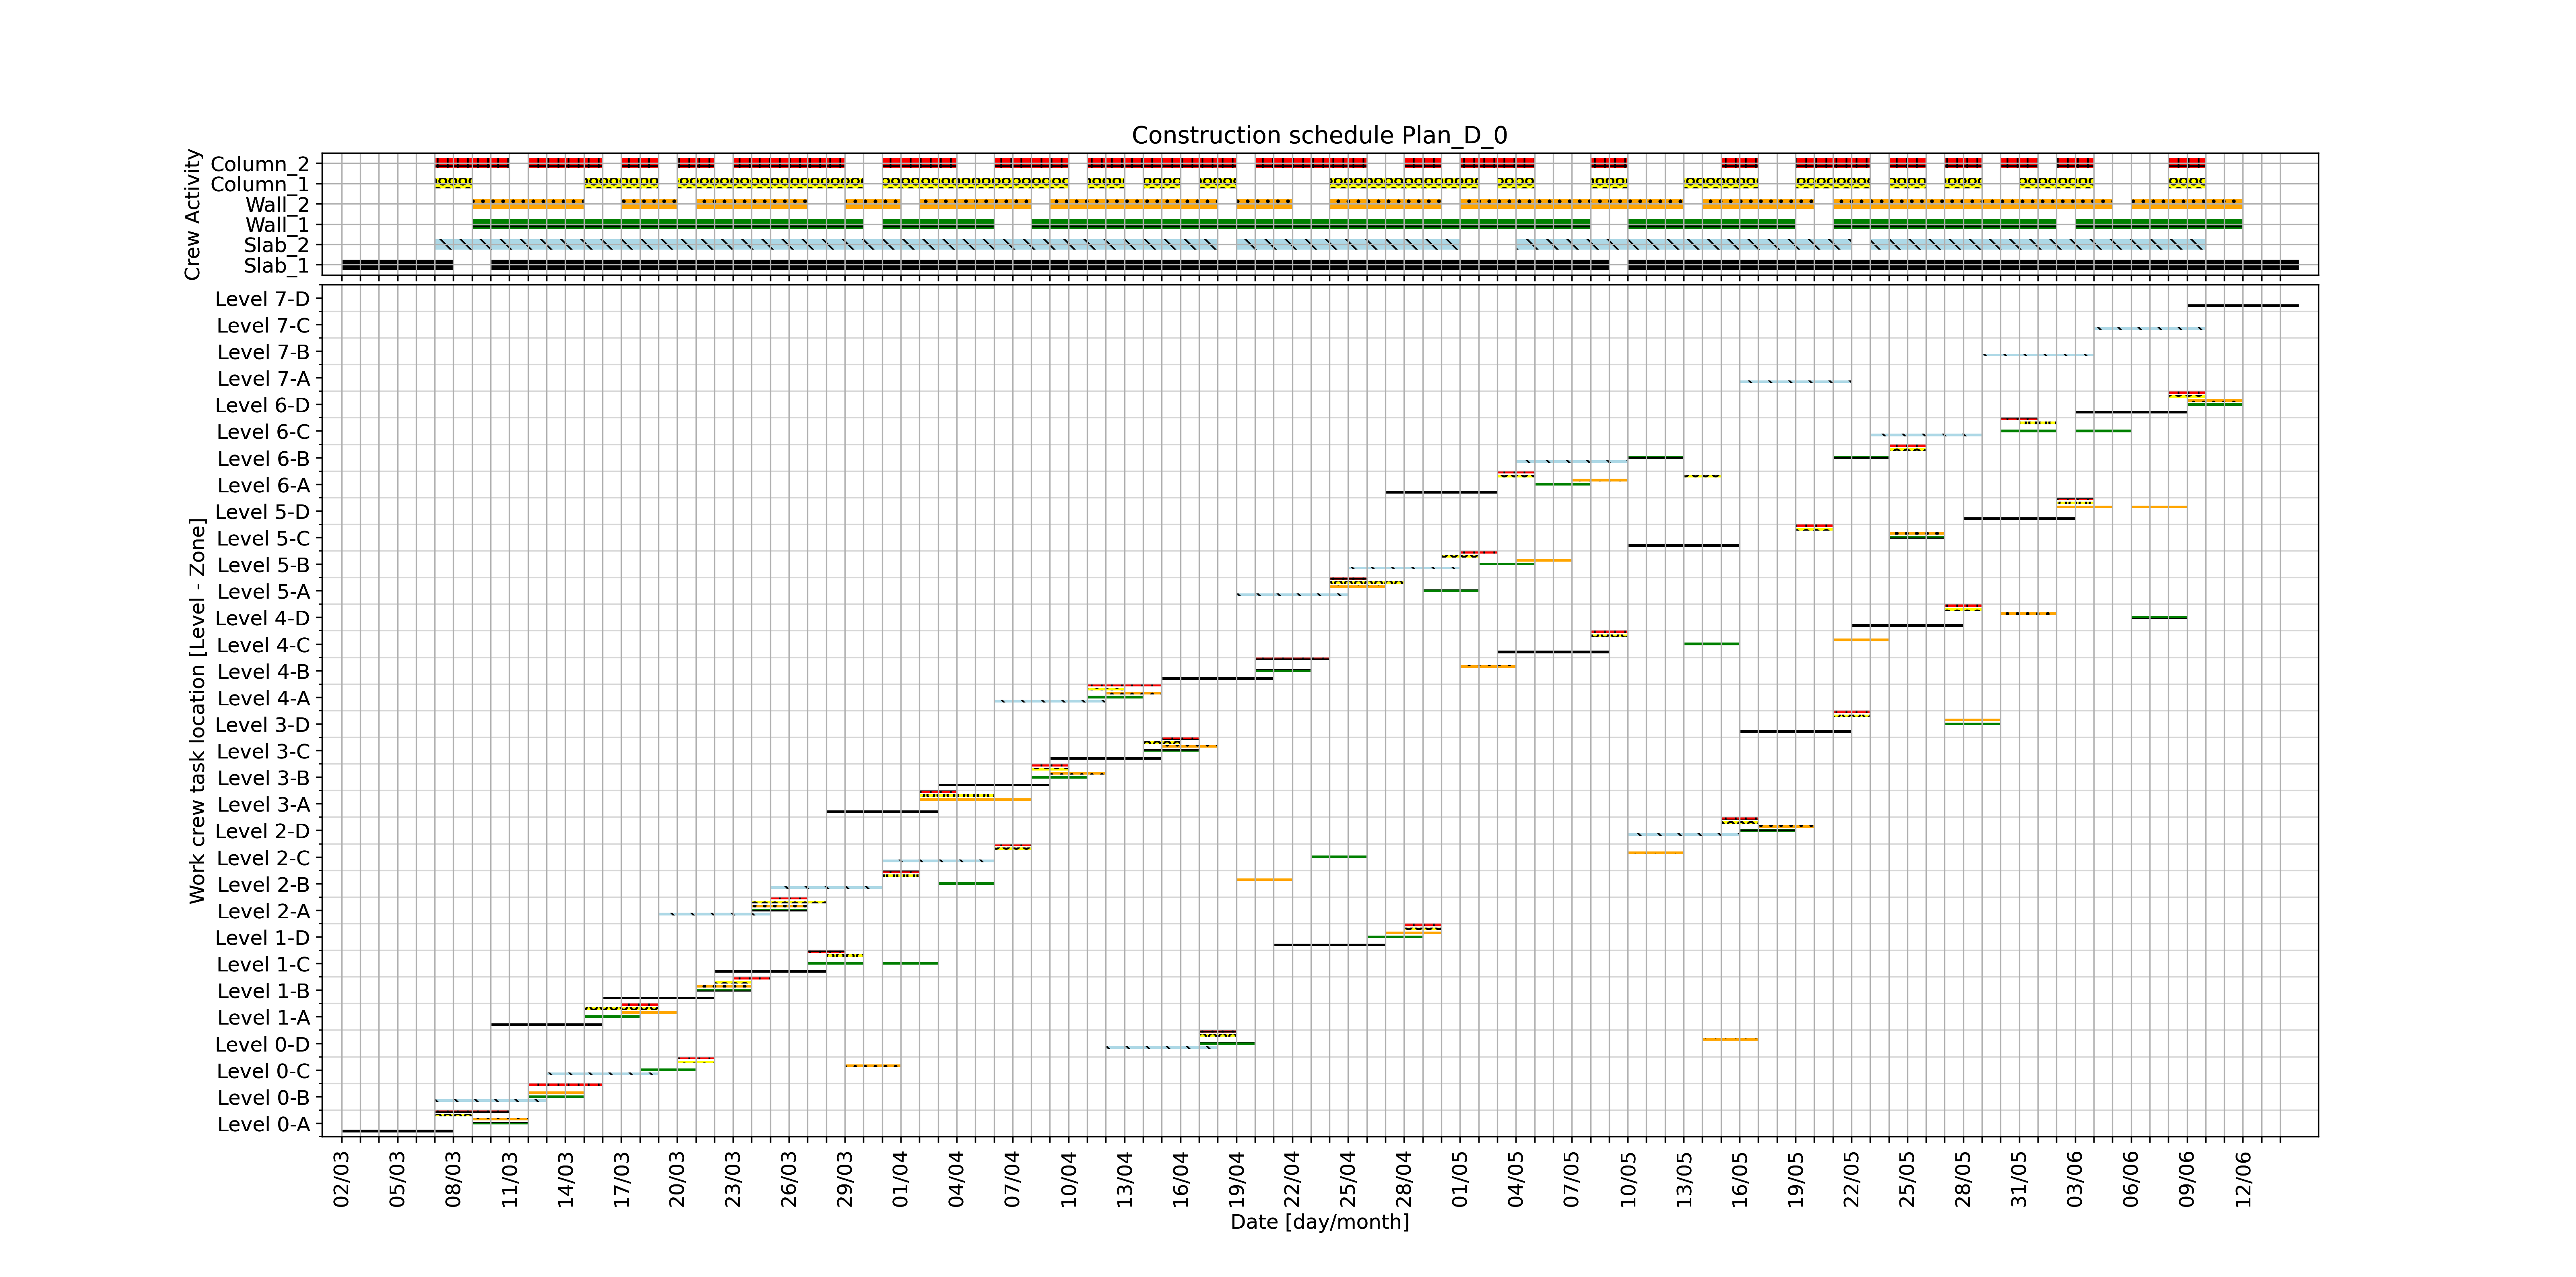 Construction schedule Plan_D_0
Crew Activity
Column_2
Column_1
Wall_2
Wall_1
Slab_2
Slab_1
Work crew task location [Level - Zone]
Level 7-D
Level 7-C
Level 7-B
Level 7-A
Level 6-D
Level 6-C
Level 6-B
Level 6-A
Level 5-D
Level 5-C
Level 5-B
Level 5-A
Level 4-D
Level 4-C
Level 4-B
Level 4-A
Level 3-D
Level 3-C
Level 3-B
Level 3-A
Level 2-D
Level 2-C
Level 2-B
Level 2-A
Level 1-D
Level 1-C
Level 1-B
Level 1-A
Level 0-D
Level 0-C
Level 0-B
Level 0-A
02/03 05/03 08/03 11/03 14/03 17/03 20/03 23/03 26/03 29/03 01/04 04/04 07/04 10/04 13/04 16/04 19/04 22/04 25/04 28/04 01/05 04/05 07/05 10/05 13/05 16/05 19/05 22/05 25/05 28/05 31/05 03/06 06/06 09/06 12/06
Date [day/month]